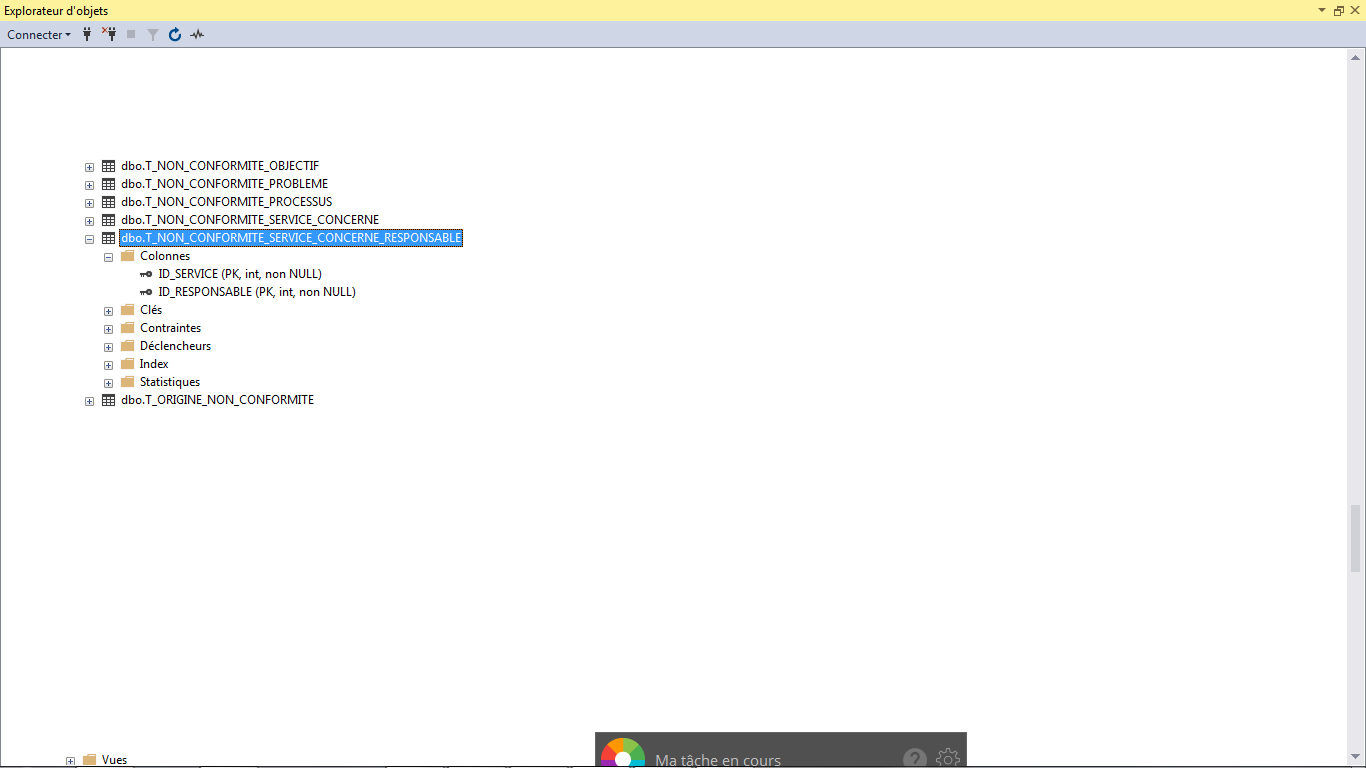 Explorateur d'objets
Connecter
dbo.T_NON_CONFORMITE_OBJECTIF
dbo.T_NON_CONFORMITE_PROBLEME
dbo.T_NON_CONFORMITE_PROCESSUS
dbo.T_NON_CONFORMITE_SERVICE_CONCERNE
dbo.T_NON_CONFORMITE_SERVICE_CONCERNE_RESPONSABLE
Colonnes
ID_SERVICE (PK, int, non NULL)
ID_RESPONSABLE (PK, int, non NULL)
Clés
Contraintes
Déclencheurs
Index
Statistiques
dbo.T_ORIGINE_NON_CONFORMITE
Vues
Ma tâche en cours
?